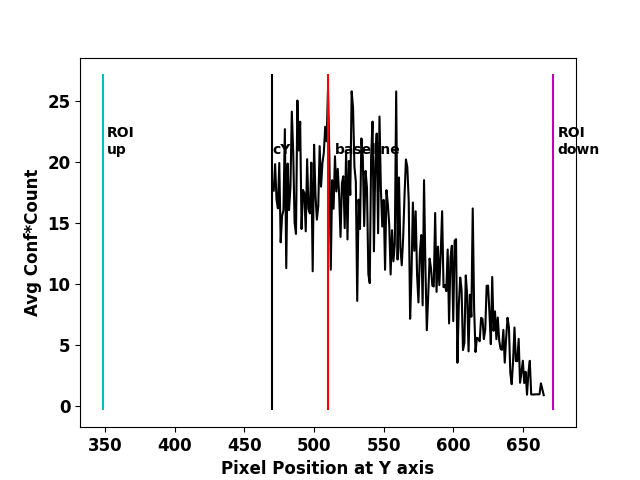 25
20
15
10
5
0
Avg Conf*Count
ROI
up
cY
baseline
ROI
down
350
400
450
500
550
600
650
Pixel Position at Y axis